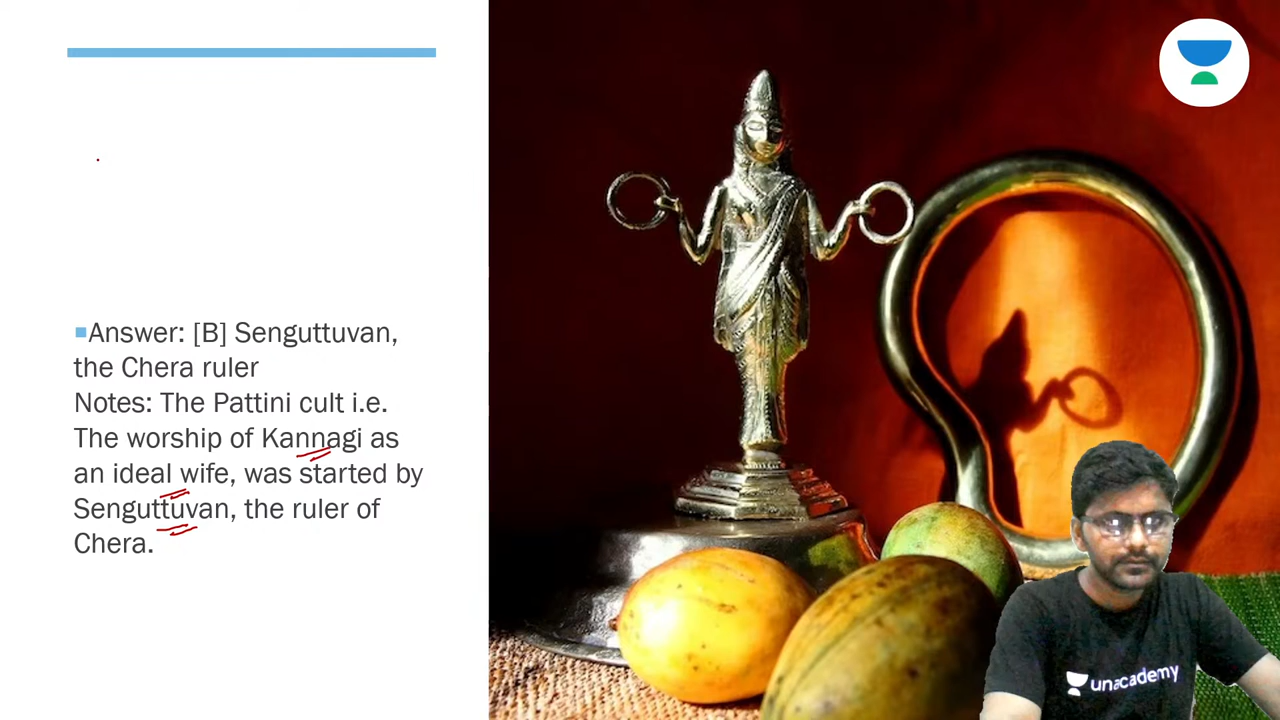 Answer: [B] Senguttuvan,
the Chera ruler
Notes: The Pattini cult i.e.
The worship of Kannagi as
an ideal wife, was started by
Senguttuvan, the ruler of
Chera.
unacademy